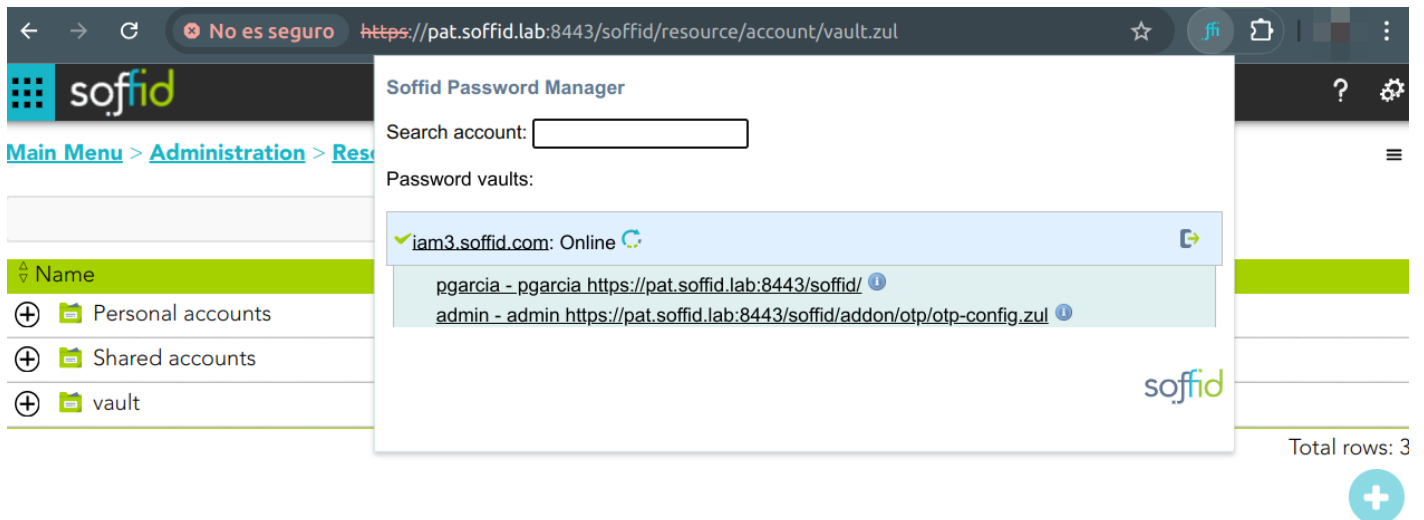 No es seguro https://pat.soffid.lab:8443/soffid/resource/account/vault.zul ffi
soffid
?
Main Menu > Administration > Res
Soffid Password Manager
Search account:
Password vaults:
iam3.soffid.com: Online
pgarcia - pgarcia https://pat.soffid.lab:8443/soffid/
admin - admin https://pat.soffid.lab:8443/soffid/addon/otp/otp-config.zul
soffid
Name
Personal accounts
Shared accounts
vault
Total rows: 3